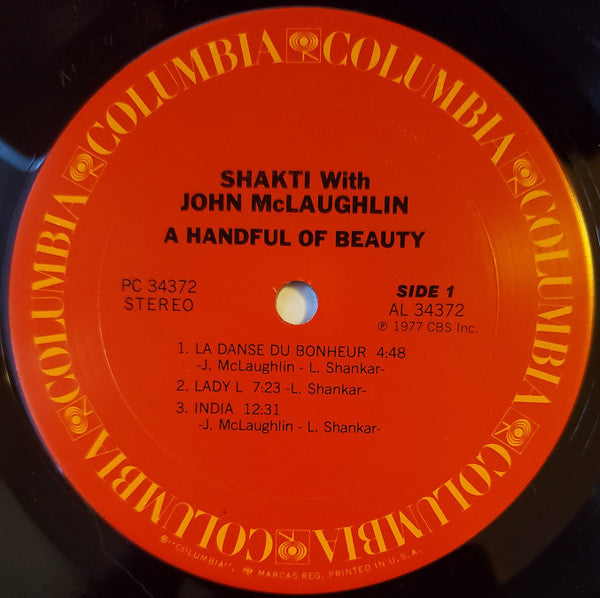 COLUMBIA COLUMBIA COLUMBIA COLUMBIA COLUMBIA COLUMBIA
SHAKTI With
JOHN McLAUGHLIN
A HANDFUL OF BEAUTY
PC 34372
STEREO
SIDE 1
AL 34372
℗ 1977 CBS Inc.
1. LA DANSE DU BONHEUR 4:48
-J. McLaughlin - L. Shankar-
2. LADY L 7:23 -L. Shankar-
3. INDIA 12:31
-J. McLaughlin - L. Shankar-
®"COLUMBIA", MARCAS REG. PRINTED IN U.S.A.